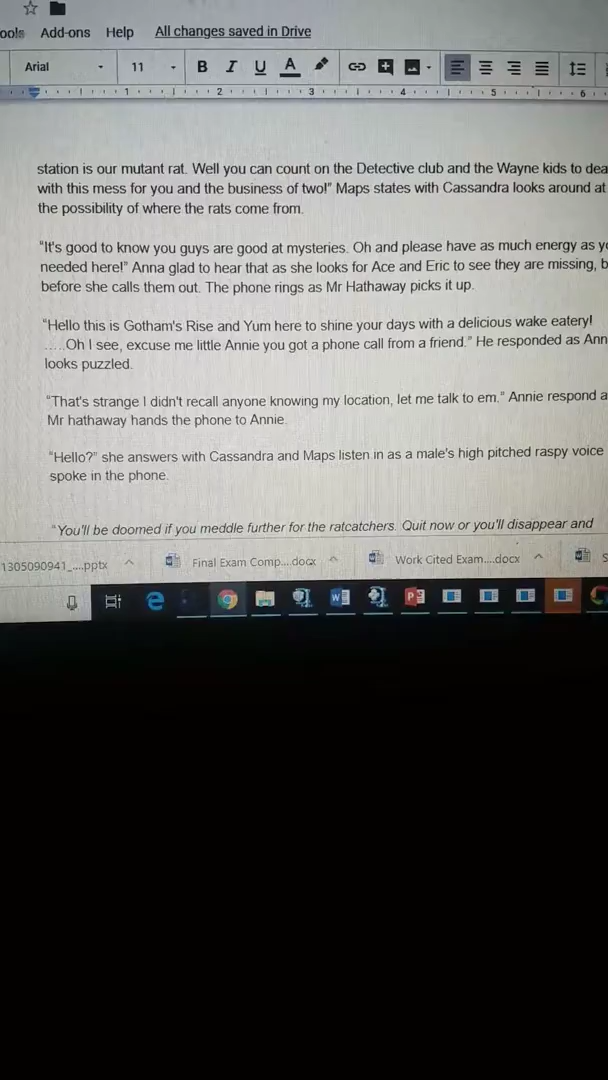 ools Add-ons Help All changes saved in Drive
Arial 11 B I U A
1 2 3 4 5 6
station is our mutant rat. Well you can count on the Detective club and the Wayne kids to dea
with this mess for you and the business of two!" Maps states with Cassandra looks around at
the possibility of where the rats come from.
"It's good to know you guys are good at mysteries. Oh and please have as much energy as yo
needed here!" Anna glad to hear that as she looks for Ace and Eric to see they are missing, b
before she calls them out. The phone rings as Mr Hathaway picks it up.
"Hello this is Gotham's Rise and Yum here to shine your days with a delicious wake eatery!
.....Oh I see, excuse me little Annie you got a phone call from a friend." He responded as Ann
looks puzzled.
"That's strange I didn't recall anyone knowing my location, let me talk to em." Annie respond a
Mr hathaway hands the phone to Annie.
"Hello?" she answers with Cassandra and Maps listen in as a male's high pitched raspy voice
spoke in the phone.
"You'll be doomed if you meddle further for the ratcatchers. Quit now or you'll disappear and
1305090941_....pptx Final Exam Comp....docx Work Cited Exam....docx S